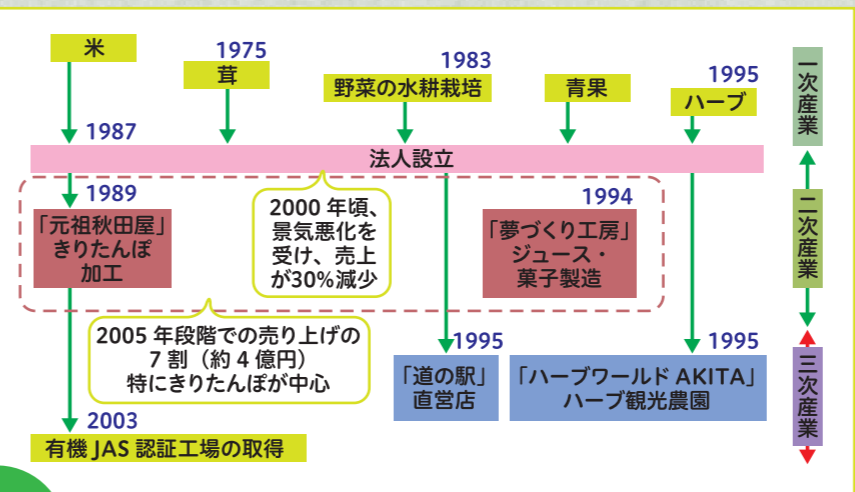 米
1975
茸
1983
野菜の水耕栽培
青果
1995
ハーブ
一次産業
1987
法人設立
1989
「元祖秋田屋」
きりたんぽ
加工
2000 年頃、
景気悪化を
受け、売上
が30%減少
1994
「夢づくり工房」
ジュース・
菓子製造
二次産業
2005 年段階での売り上げの
7 割（約 4 億円）
特にきりたんぽが中心
1995
「道の駅」
直営店
1995
「ハーブワールド AKITA」
ハーブ観光農園
三次産業
2003
有機 JAS 認証工場の取得